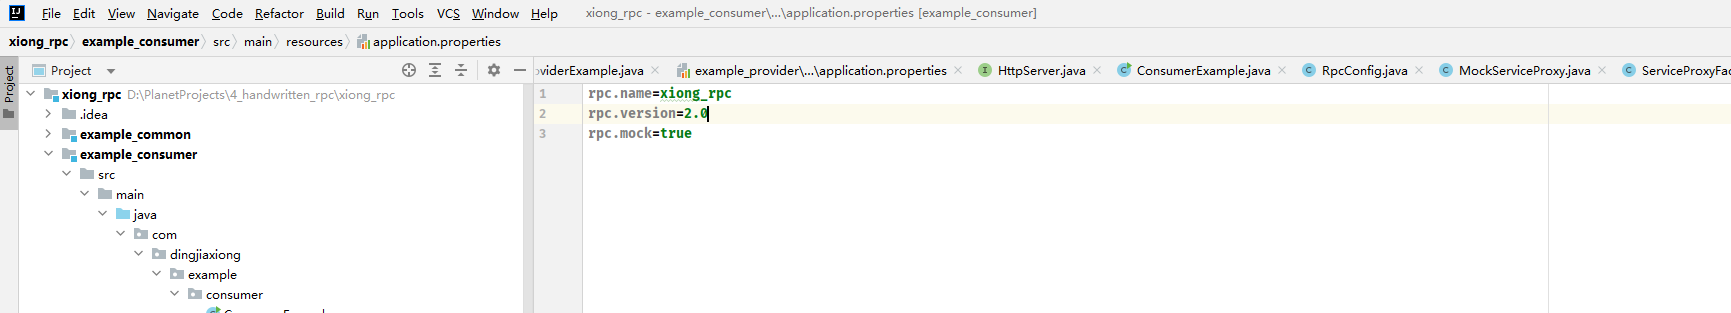 File Edit View Navigate Code Refactor Build Run Tools VCS Window Help xiong_rpc - example_consumer\...\application.properties [example_consumer]
xiong_rpc example_consumer src main resources application.properties
Project
Project
viderExample.java example_provider\...\application.properties HttpServer.java ConsumerExample.java RpcConfig.java MockServiceProxy.java ServiceProxyFac
xiong_rpc D:\PlanetProjects\4_handwritten_rpc\xiong_rpc
.idea
example_common
example_consumer
src
main
java
com
dingjiaxiong
example
consumer
1 rpc.name=xiong_rpc
2 rpc.version=2.0
3 rpc.mock=true